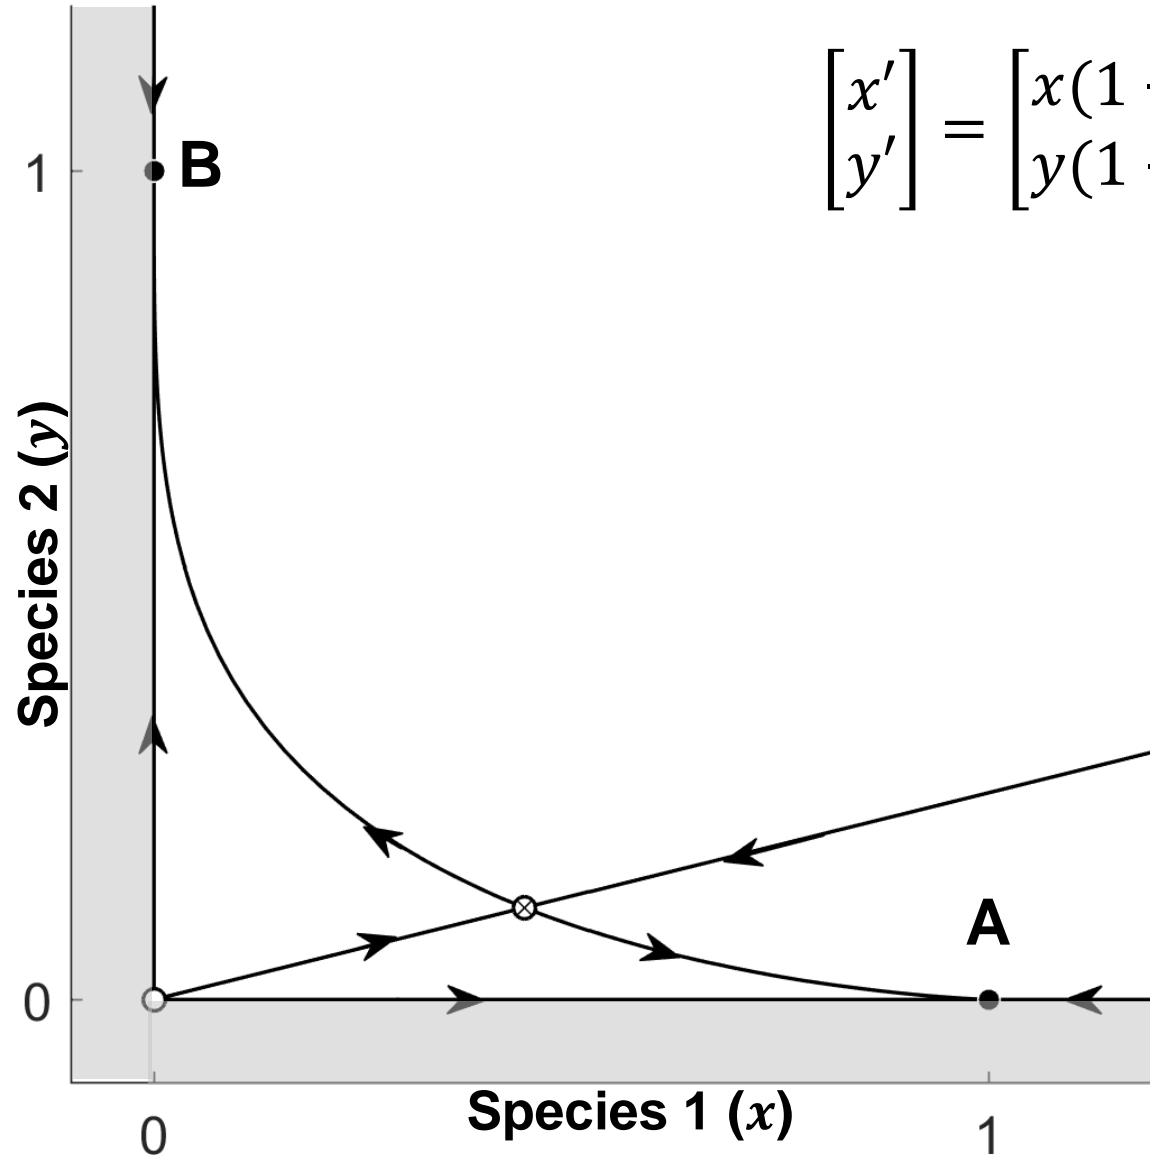 [x′ y′] = [x(1 - y(1 -
1
B
Species 2 (y)
A
0
Species 1 (x)
0
1